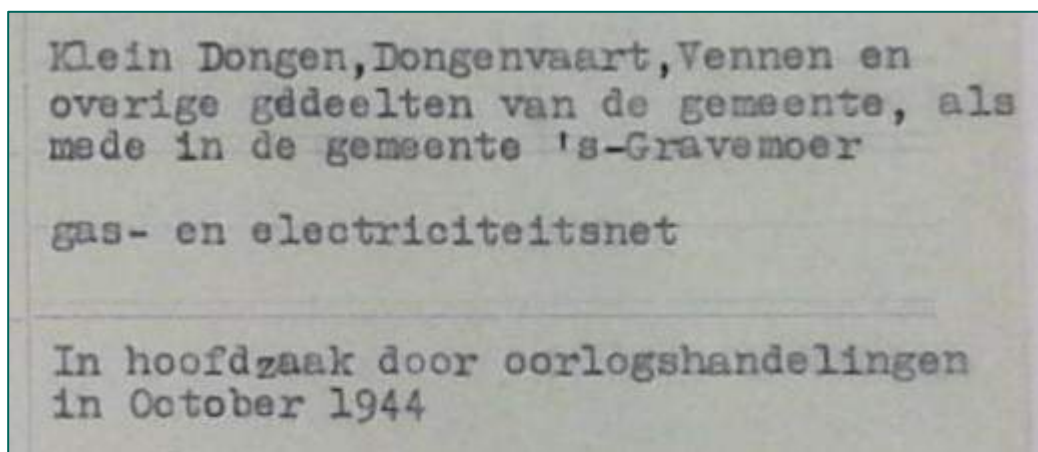 Klein Dongen,Dongenvaart,Vennen en
overige gddeelten van de gemeente, als
mede in de gemeente 's-Gravemoer
gas- en electriciteitsnet
In hoofdzaak door oorlogshandelingen
in October 1944